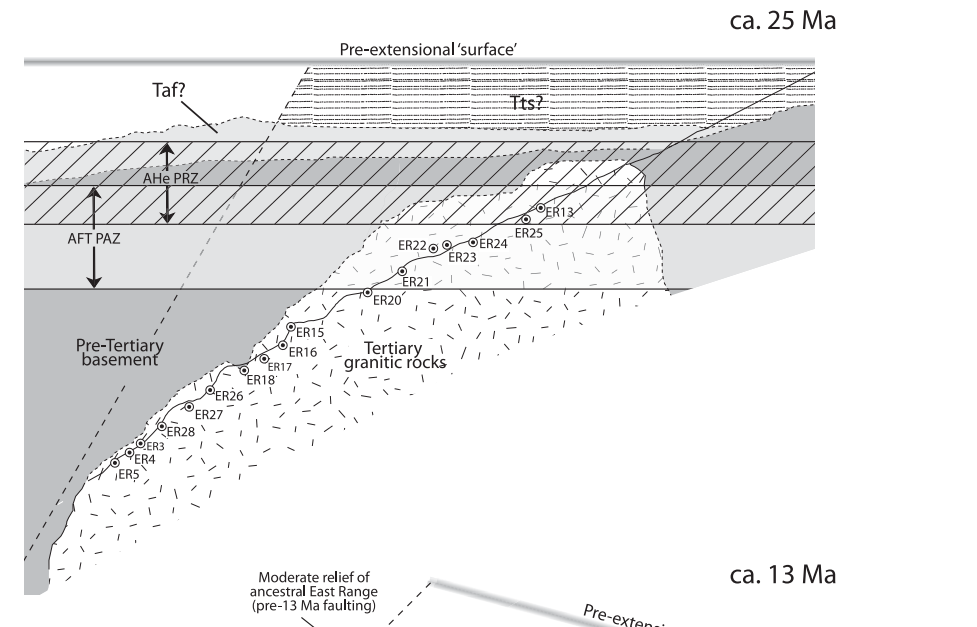 ca. 25 Ma
Pre-extensional 'surface'
Taf?
Tts?
AHe PRZ
AFT PAZ
ER13
ER25
ER22
ER24
ER23
ER21
ER20
ER15
Pre-Tertiary
basement
ER16
Tertiary
granitic rocks
ER17
ER18
ER26
ER27
ER28
ER3
ER4
ER5
ca. 13 Ma
Moderate relief of
ancestral East Range
(pre-13 Ma faulting)
Pre-extensi